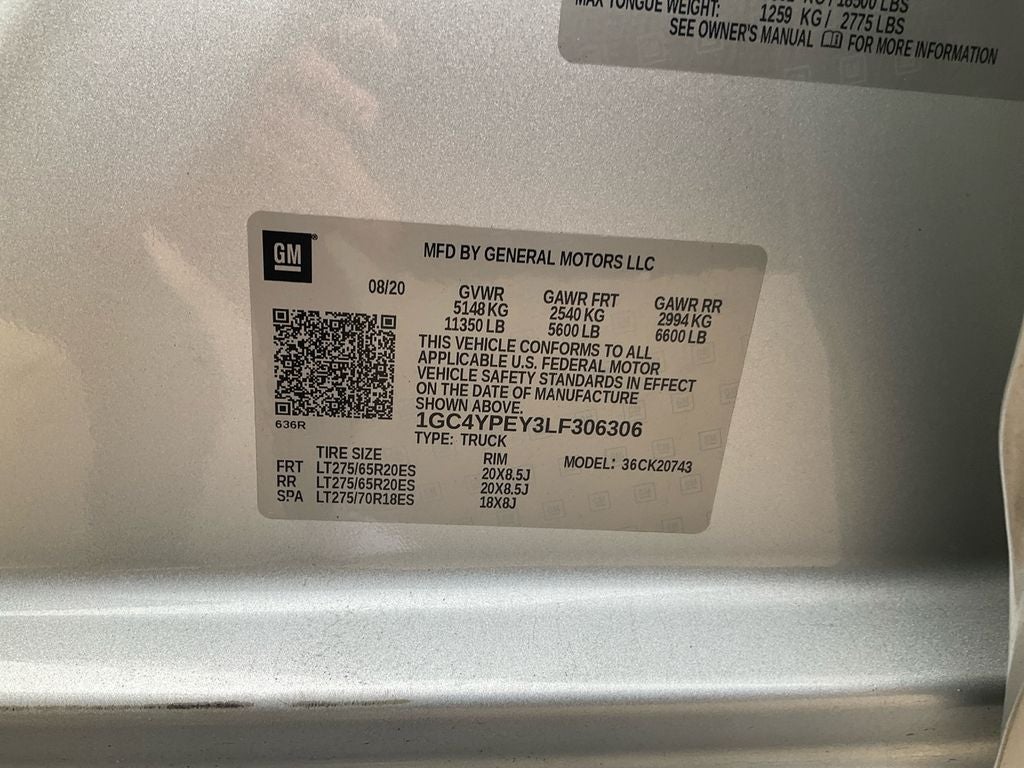 18500 LBS
MAX TONGUE WEIGHT: 1259 KG / 2775 LBS
SEE OWNER'S MANUAL FOR MORE INFORMATION
GM
MFD BY GENERAL MOTORS LLC
08/20 GVWR GAWR FRT GAWR RR
5148 KG 2540 KG 2994 KG
11350 LB 5600 LB 6600 LB
THIS VEHICLE CONFORMS TO ALL
APPLICABLE U.S. FEDERAL MOTOR
VEHICLE SAFETY STANDARDS IN EFFECT
ON THE DATE OF MANUFACTURE
SHOWN ABOVE.
636R
1GC4YPEY3LF306306
TYPE: TRUCK
TIRE SIZE RIM MODEL: 36CK20743
FRT LT275/65R20ES 20X8.5J
RR LT275/65R20ES 20X8.5J
SPA LT275/70R18ES 18X8J